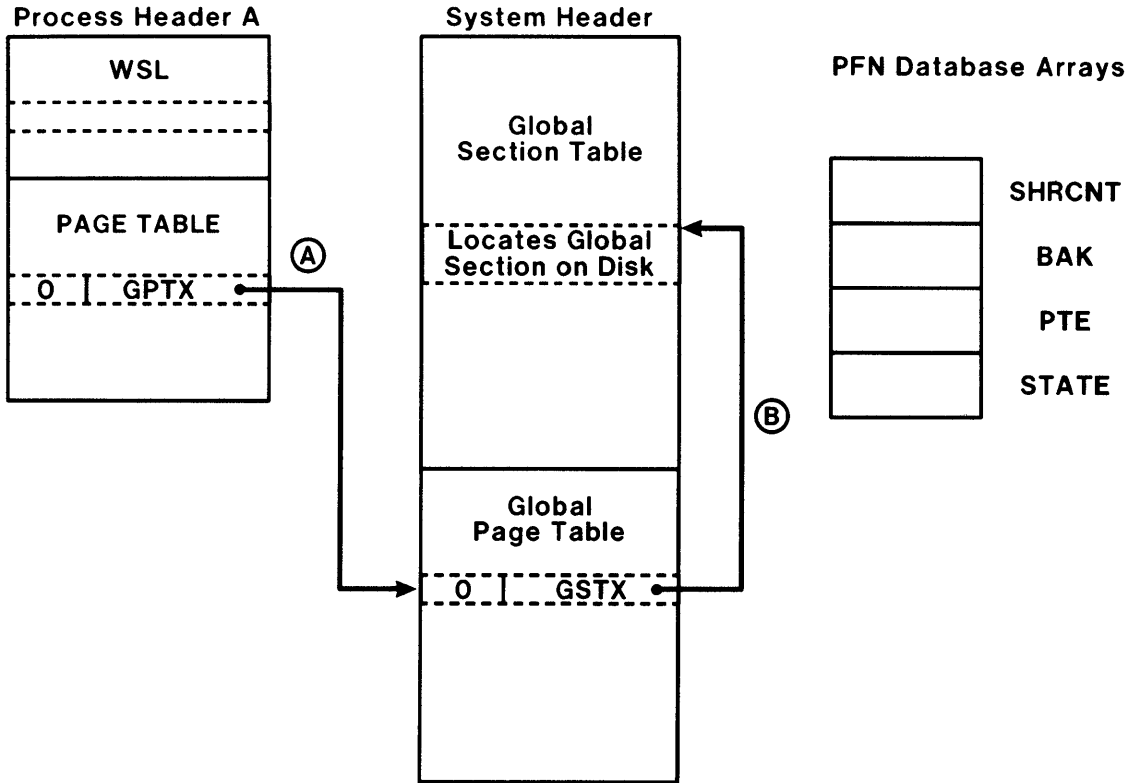 Process Header A
WSL
PAGE TABLE
0 GPTX
A
System Header
Global
Section Table
Locates Global
Section on Disk
B
Global
Page Table
0 GSTX
PFN Database Arrays
SHRCNT
BAK
PTE
STATE